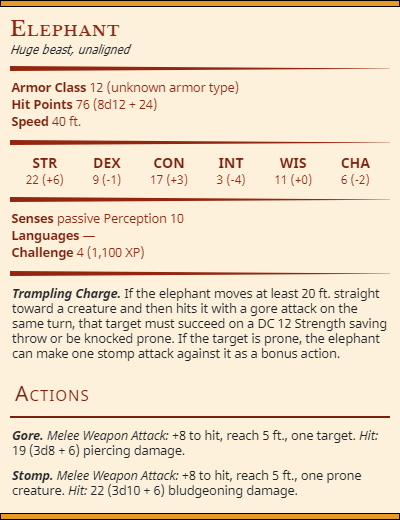 Elephant
Huge beast, unaligned
Armor Class 12 (unknown armor type)
Hit Points 76 (8d12 + 24)
Speed 40 ft.
STR DEX CON INT WIS CHA
22 (+6) 9 (-1) 17 (+3) 3 (-4) 11 (+0) 6 (-2)
Senses passive Perception 10
Languages —
Challenge 4 (1,100 XP)
Trampling Charge. If the elephant moves at least 20 ft. straight
toward a creature and then hits it with a gore attack on the
same turn, that target must succeed on a DC 12 Strength saving
throw or be knocked prone. If the target is prone, the elephant
can make one stomp attack against it as a bonus action.
Actions
Gore. Melee Weapon Attack: +8 to hit, reach 5 ft., one target. Hit:
19 (3d8 + 6) piercing damage.
Stomp. Melee Weapon Attack: +8 to hit, reach 5 ft., one prone
creature. Hit: 22 (3d10 + 6) bludgeoning damage.